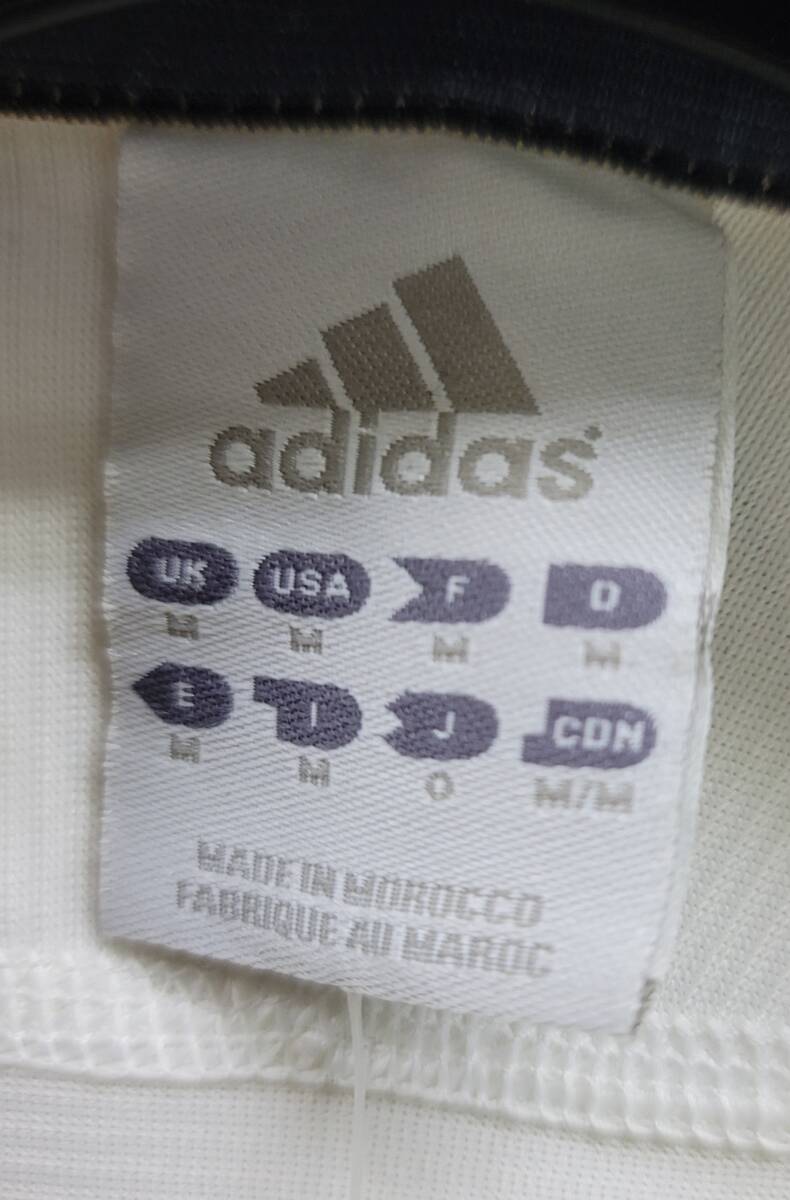 adidas
UK USA F D
M M M M
E I J CDN
M M O M/M
MADE IN MOROCCO
FABRIQUE AU MAROC